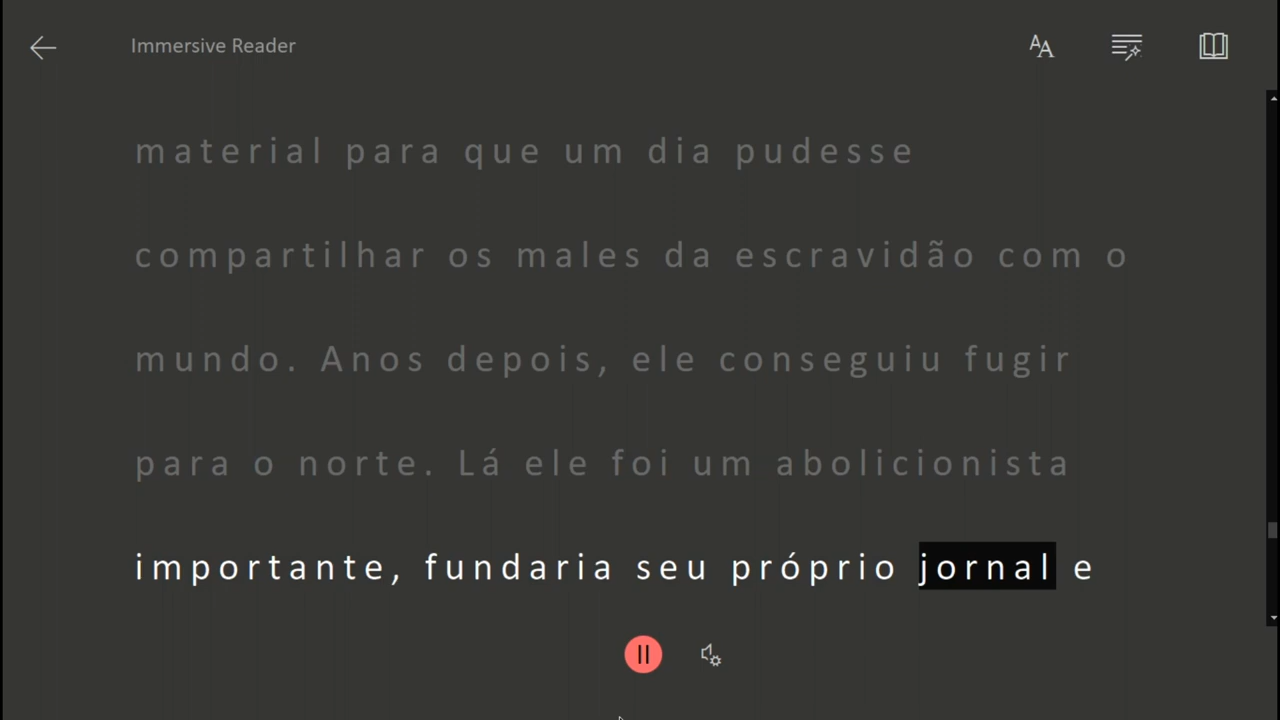 Immersive Reader
material para que um dia pudesse
compartilhar os males da escravidão com o
mundo. Anos depois, ele conseguiu fugir
para o norte. Lá ele foi um abolicionista
importante, fundaria seu próprio jornal e